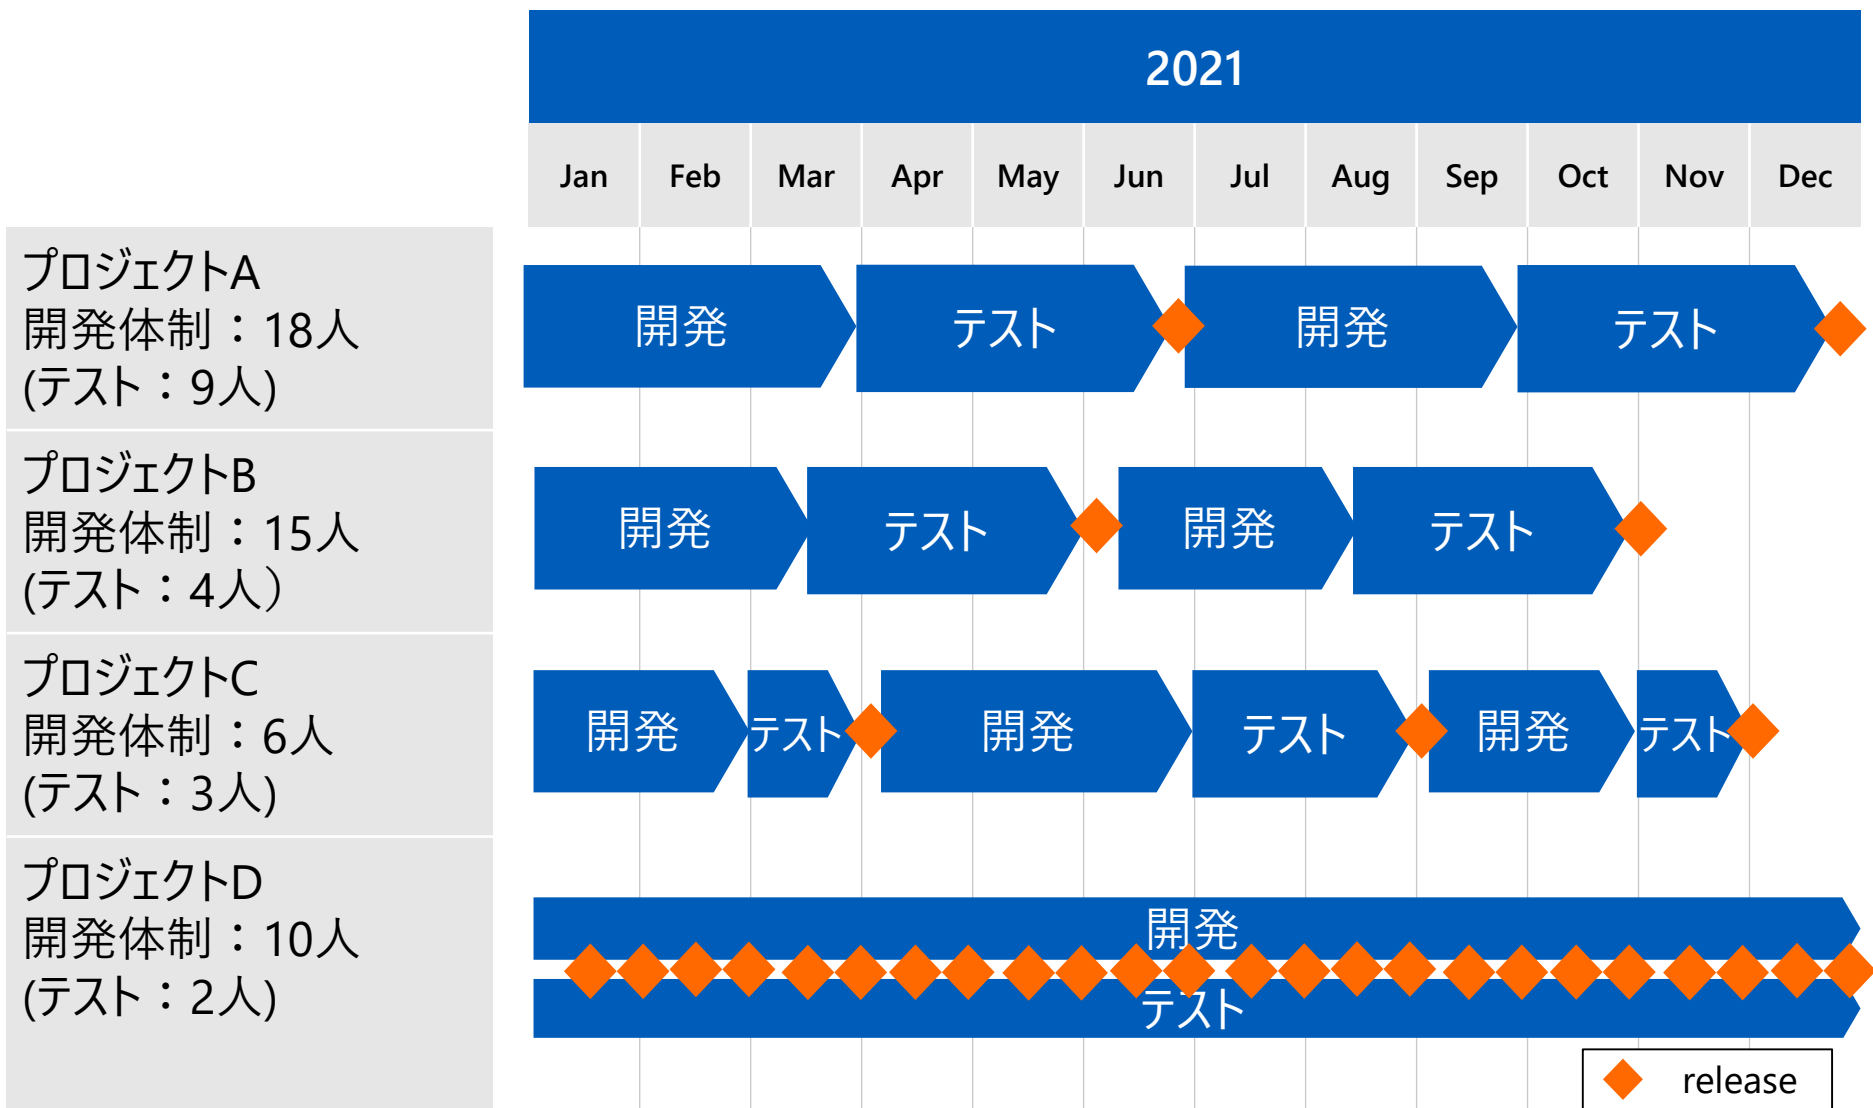 2021
Jan Feb Mar Apr May Jun Jul Aug Sep Oct Nov Dec
プロジェクトA
開発体制：18人
(テスト：9人)
開発 テスト 開発 テスト
プロジェクトB
開発体制：15人
(テスト：4人）
開発 テスト 開発 テスト
プロジェクトC
開発体制：6人
(テスト：3人)
開発 テスト 開発 テスト 開発 テスト
プロジェクトD
開発体制：10人
(テスト：2人)
開発
テスト
release